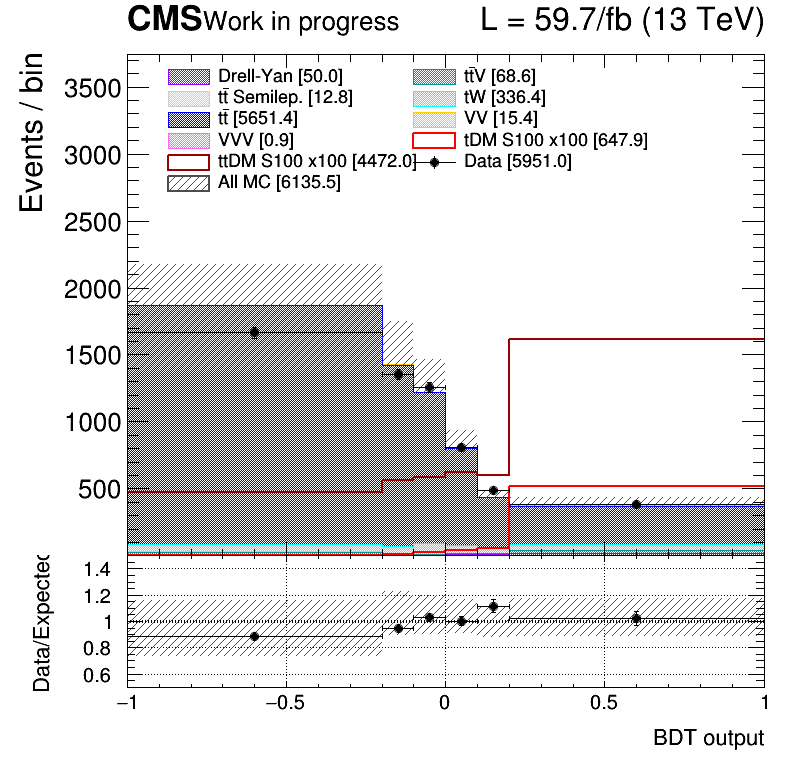 CMS Work in progress L = 59.7/fb (13 TeV)
Events / bin
3500
3000
2500
2000
1500
1000
500
Drell-Yan [50.0] tt̄V [68.6]
tt̄ Semilep. [12.8] tW [336.4]
tt̄ [5651.4] VV [15.4]
VVV [0.9] tDM S100 x100 [647.9]
ttDM S100 x100 [4472.0] Data [5951.0]
All MC [6135.5]
Data/Expected
1.4
1.2
1
0.8
0.6
−1 −0.5 0 0.5 1
BDT output